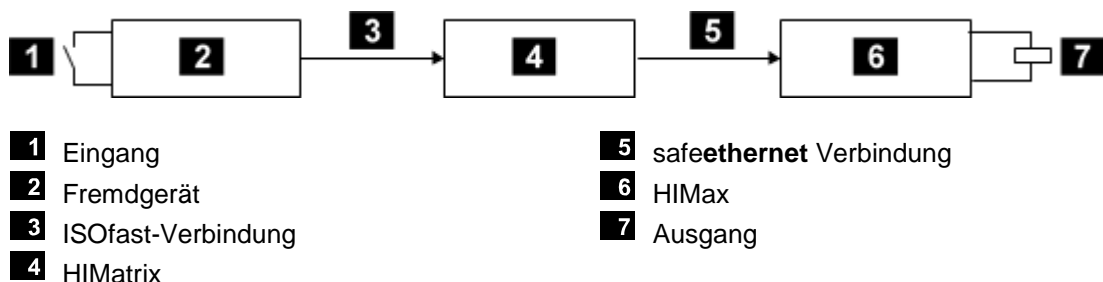 1 2 3 4 5 6 7
1 Eingang
2 Fremdgerät
3 ISOfast-Verbindung
4 HIMatrix
5 safeethernet Verbindung
6 HIMax
7 Ausgang